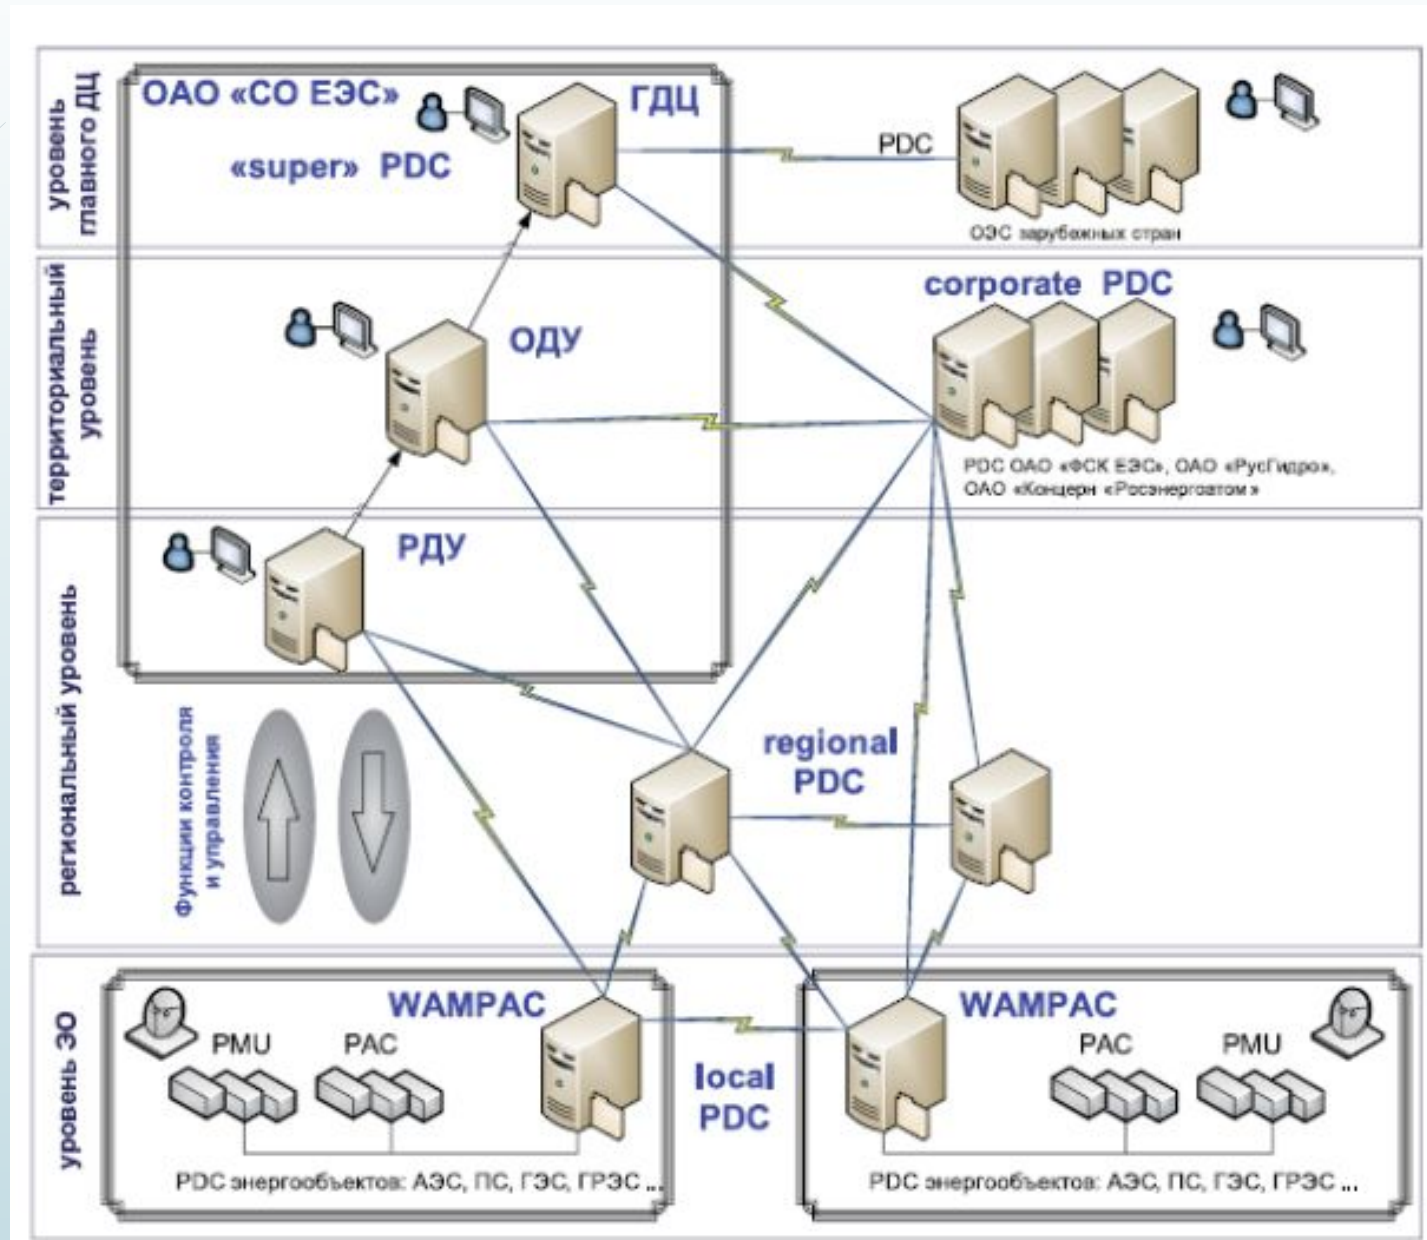 уровень
главного ДЦ
ОАО «СО ЕЭС»
«super» PDC
ГДЦ
PDC
ОЭС зарубежных стран
территориальный
уровень
ОДУ
corporate PDC
PDC ОАО «ФСК ЕЭС», ОАО «РусГидро»,
ОАО «Концерн «Росэнергоатом»
региональный уровень
РДУ
Функции контроля
и управления
regional
PDC
уровень ЭО
WAMPAC
PMU
PAC
PDC энергообъектов: АЭС, ПС, ГЭС, ГРЭС ...
local
PDC
WAMPAC
PAC
PMU
PDC энергообъектов: АЭС, ПС, ГЭС, ГРЭС ...